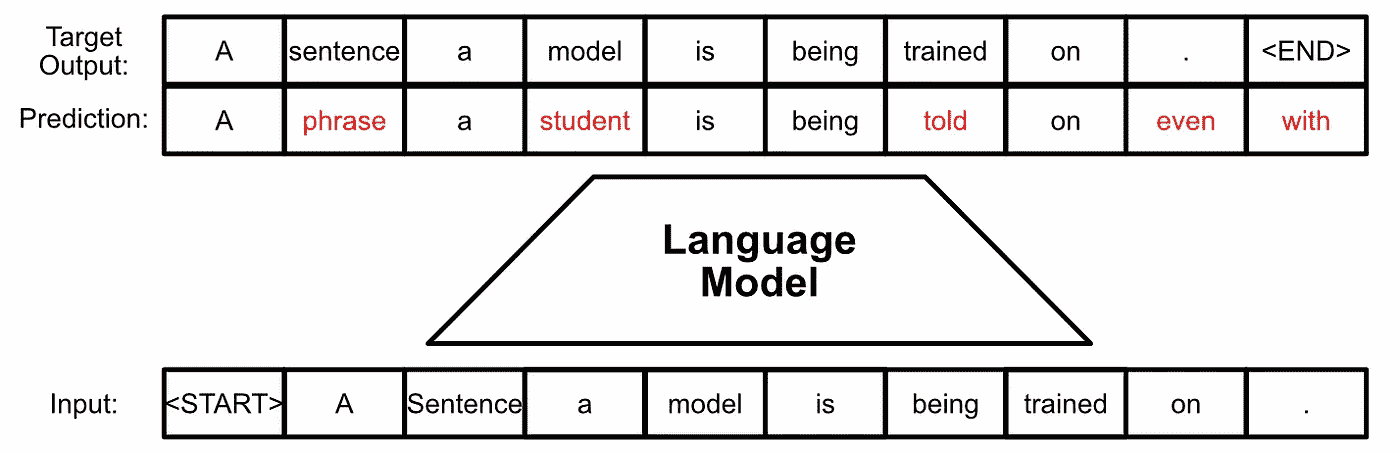 Target Output: A sentence a model is being trained on . <END>
Prediction: A phrase a student is being told on even with
Language
Model
Input: <START> A Sentence a model is being trained on .